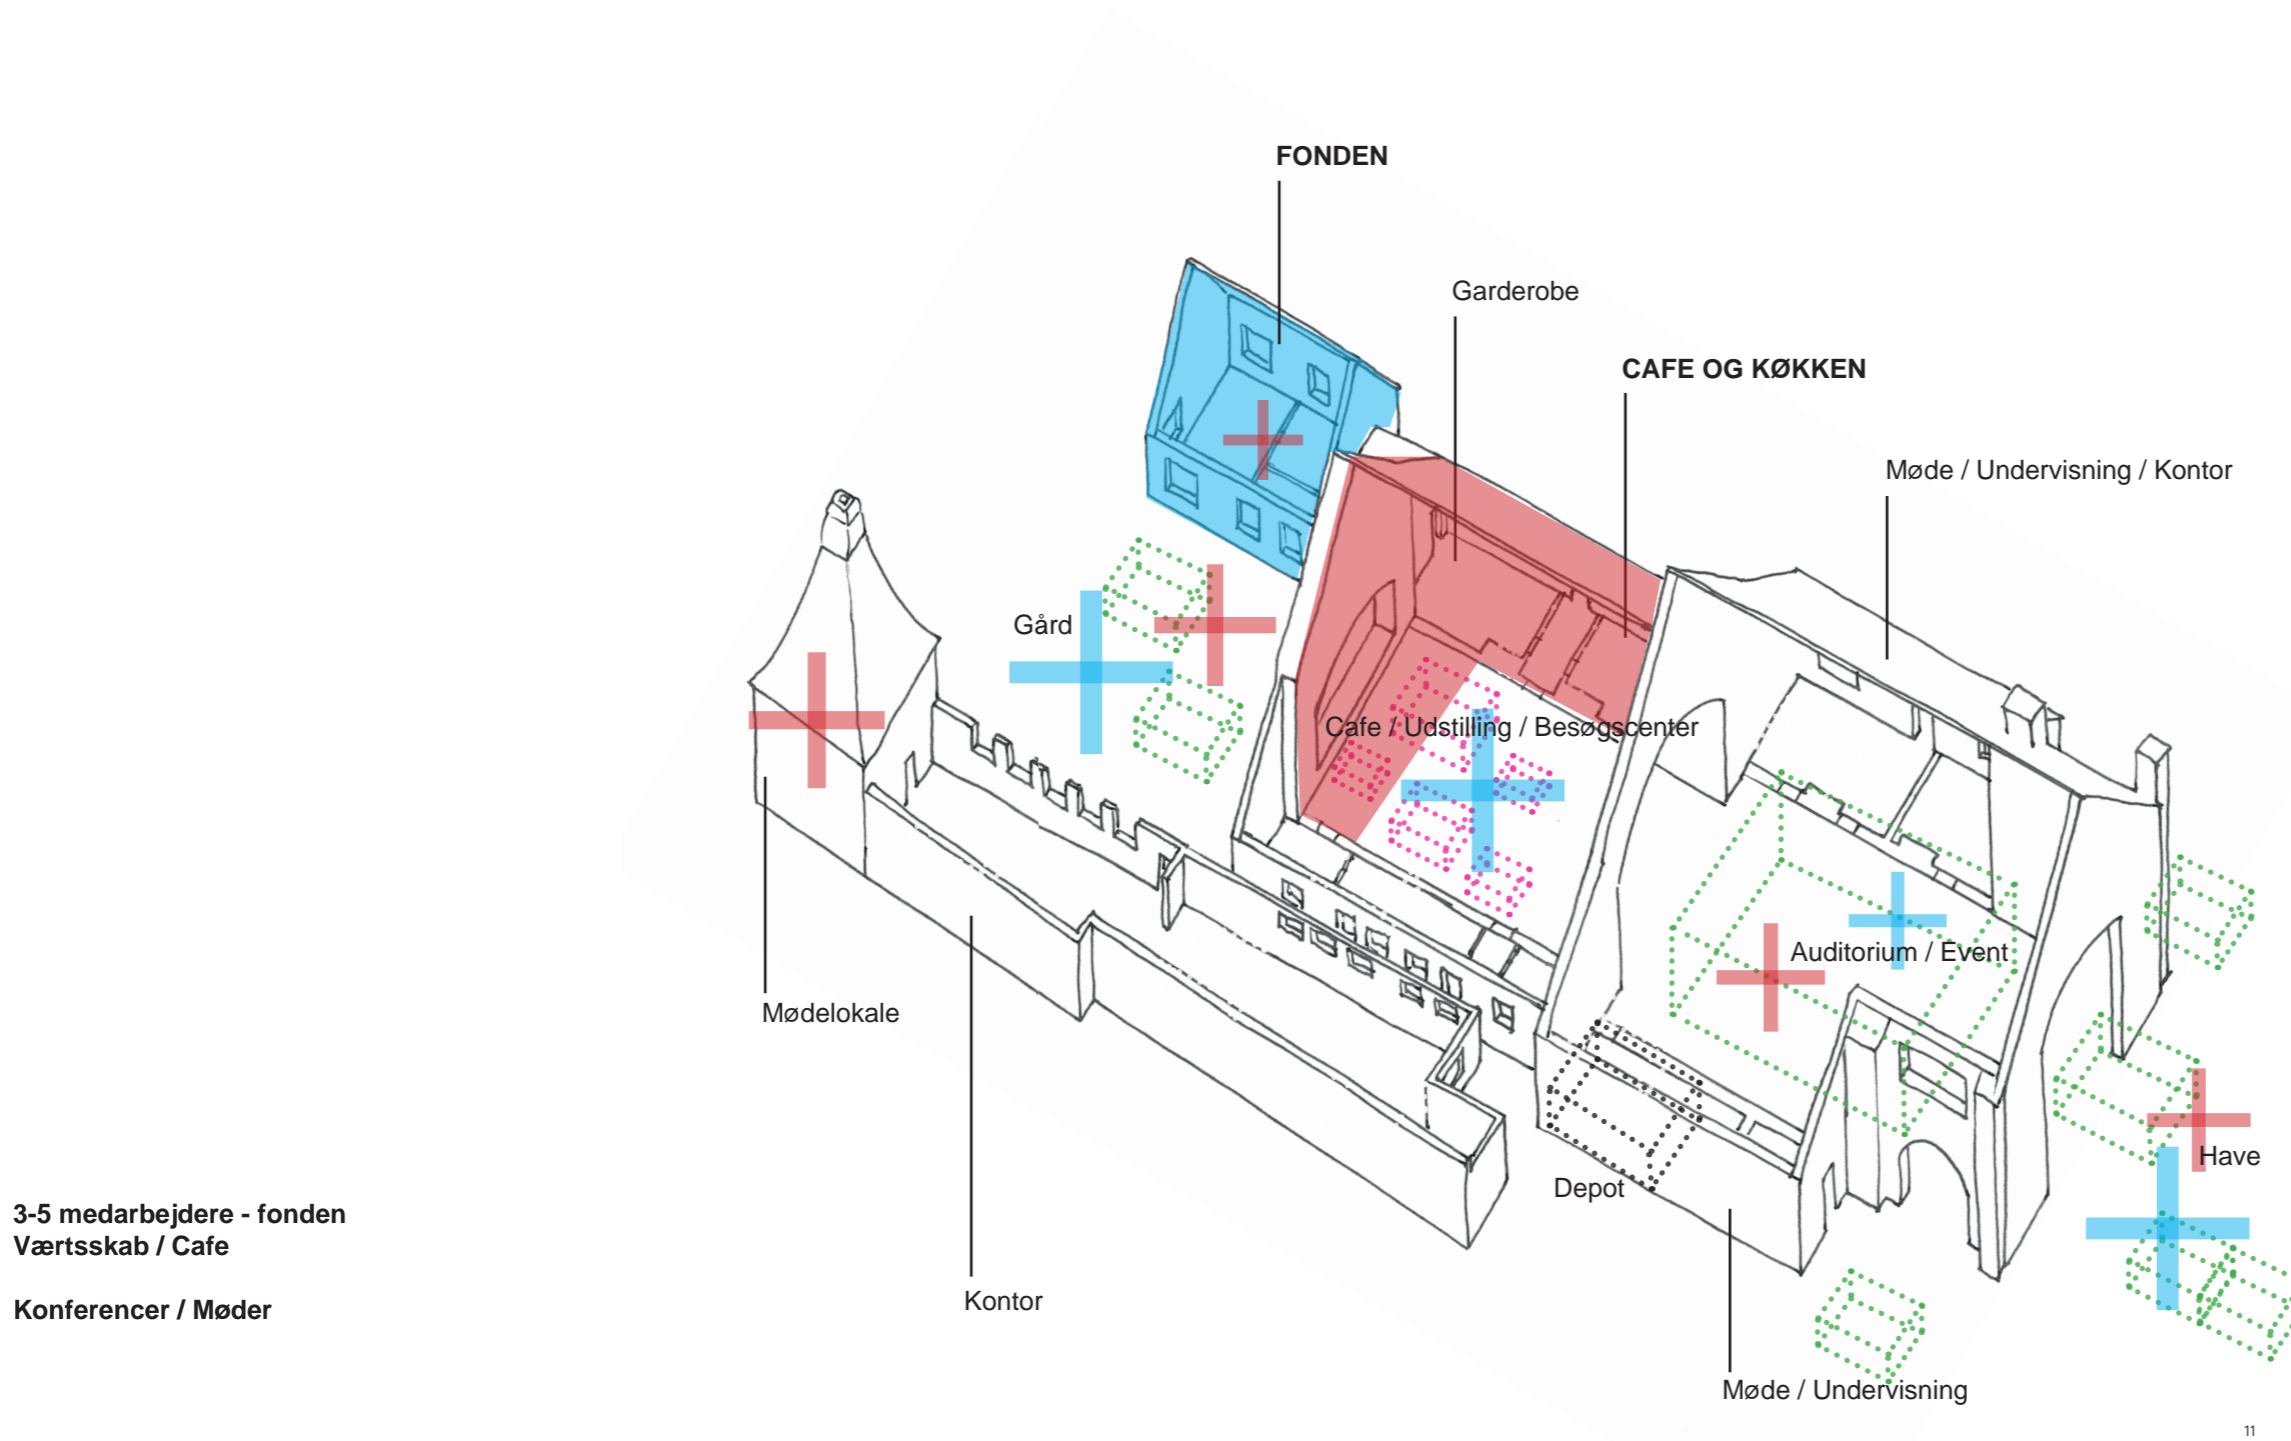 FONDEN
Garderobe
CAFE OG KØKKEN
Møde / Undervisning / Kontor
Gård
Cafe / Udstilling / Besøgscenter
Auditorium / Event
Mødelokale
Have
Depot
3-5 medarbejdere - fonden
Værtsskab / Cafe
Konferencer / Møder
Kontor
Møde / Undervisning
11